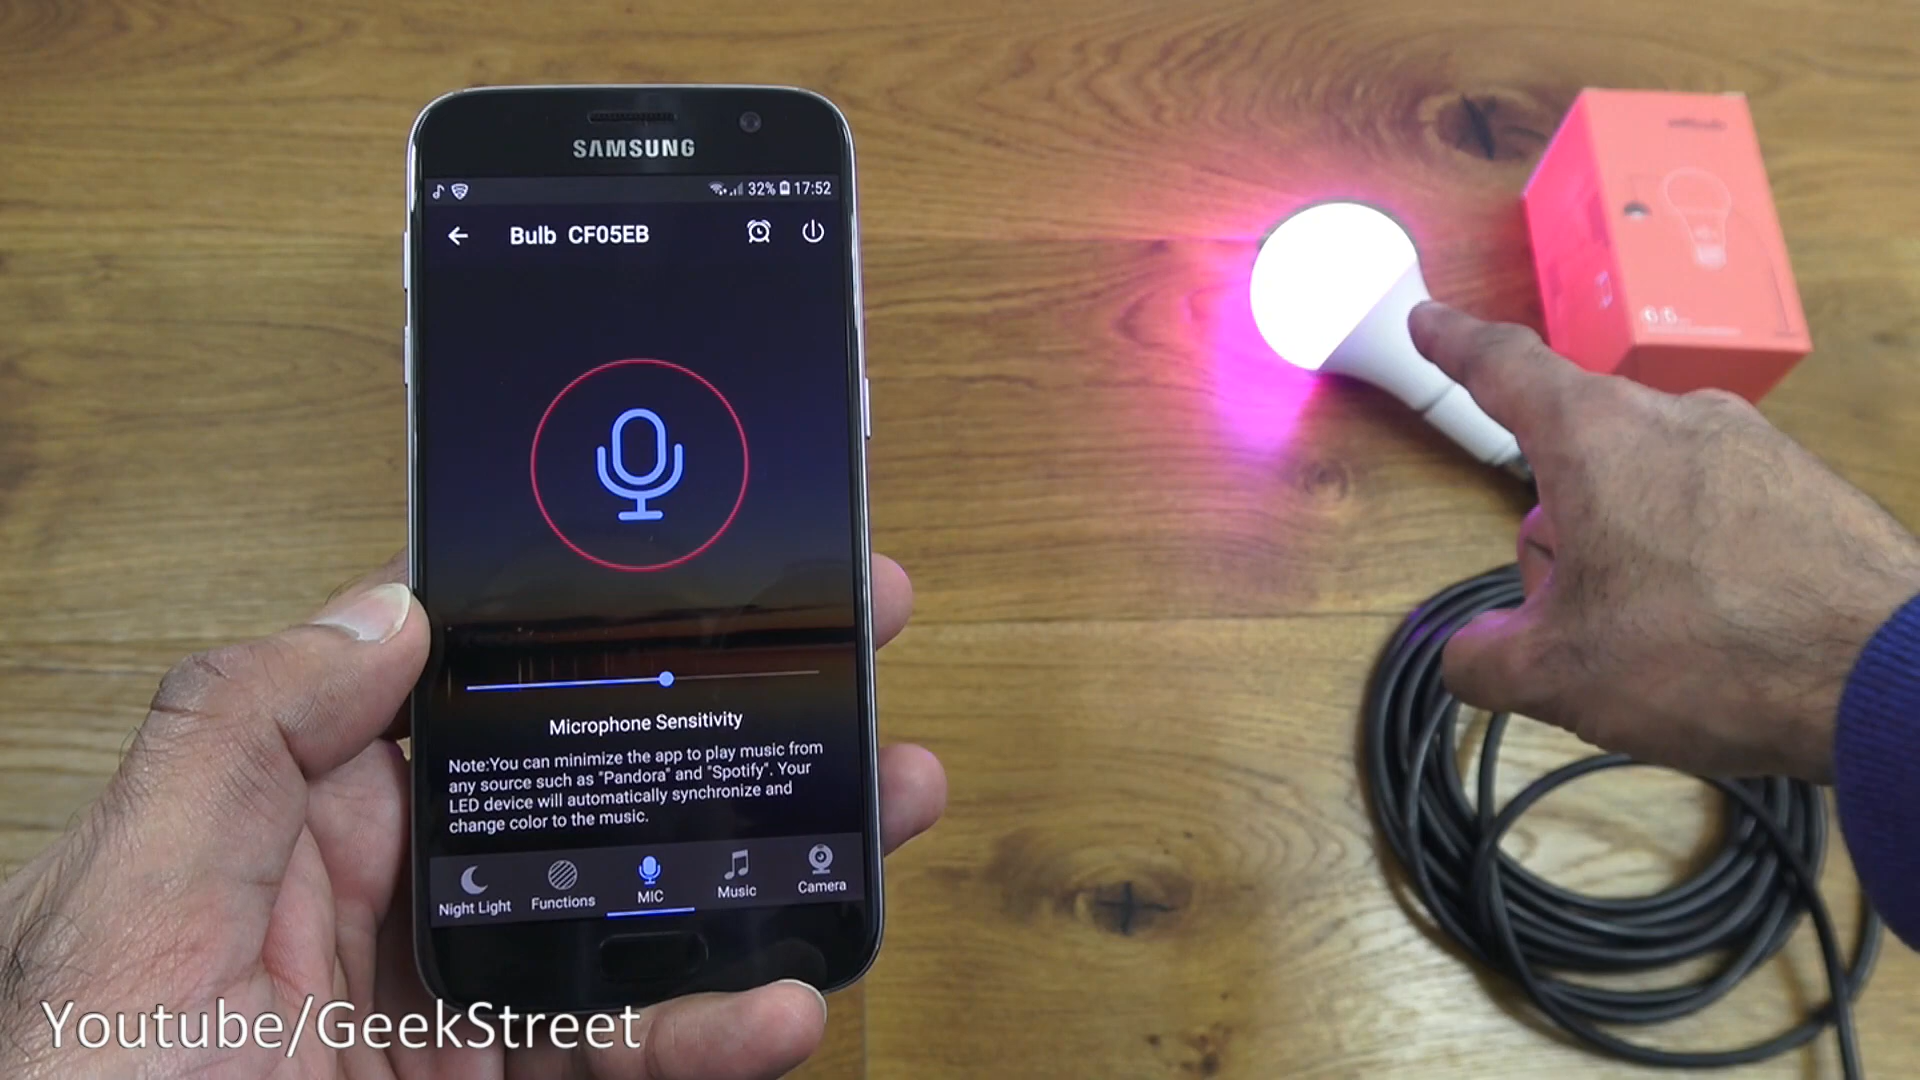 SAMSUNG
32% 17:52
Bulb CF05EB
Microphone Sensitivity
Note:You can minimize the app to play music from
any source such as "Pandora" and "Spotify". Your
LED device will automatically synchronize and
change color to the music.
Night Light Functions MIC Music Camera
Youtube/GeekStreet